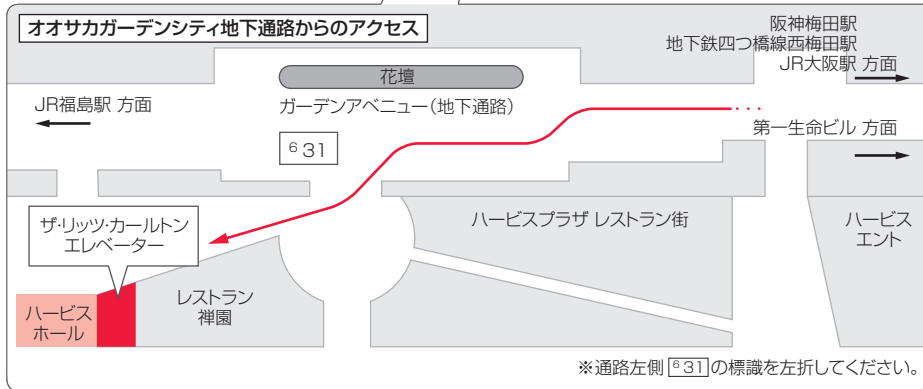 オオサカガーデンシティ地下通路からのアクセス
阪神梅田駅
地下鉄四つ橋線西梅田駅
JR大阪駅 方面
花壇
JR福島駅 方面
ガーデンアベニュー(地下通路)
6 31
第一生命ビル 方面
ザ・リッツ・カールトン
エレベーター
ハービスプラザ レストラン街
ハービス
エント
レストラン
禅園
ハービス
ホール
※通路左側 6 31 の標識を左折してください。